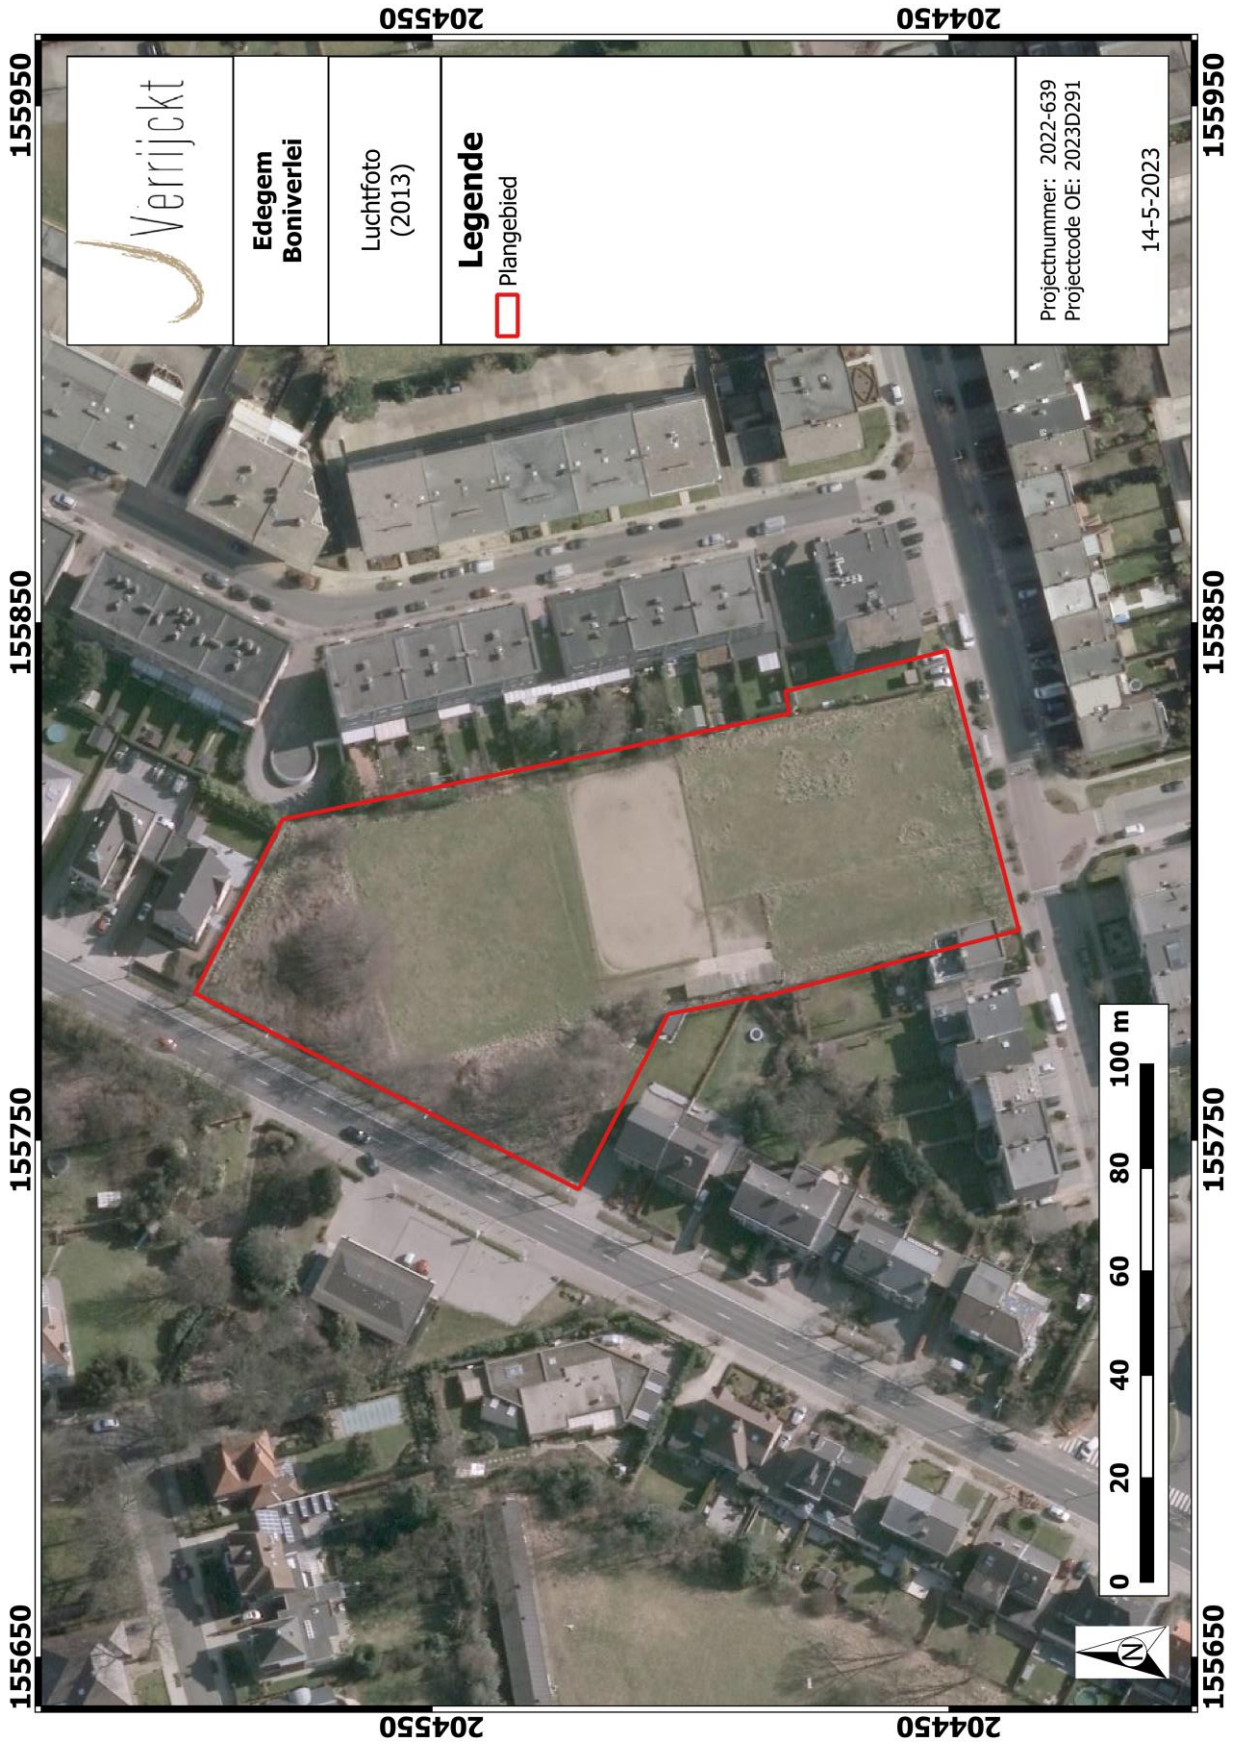 Verrijckt
Edegem
Boniverlei
Luchtfoto
(2013)
Legende
Plangebied
Projectnummer: 2022-639
Projectcode OE: 2023D291
14-5-2023
155650
155750
155850
155950
155650
155750
155850
155950
204550
204450
204550
204450
0 20 40 60 80 100 m
N